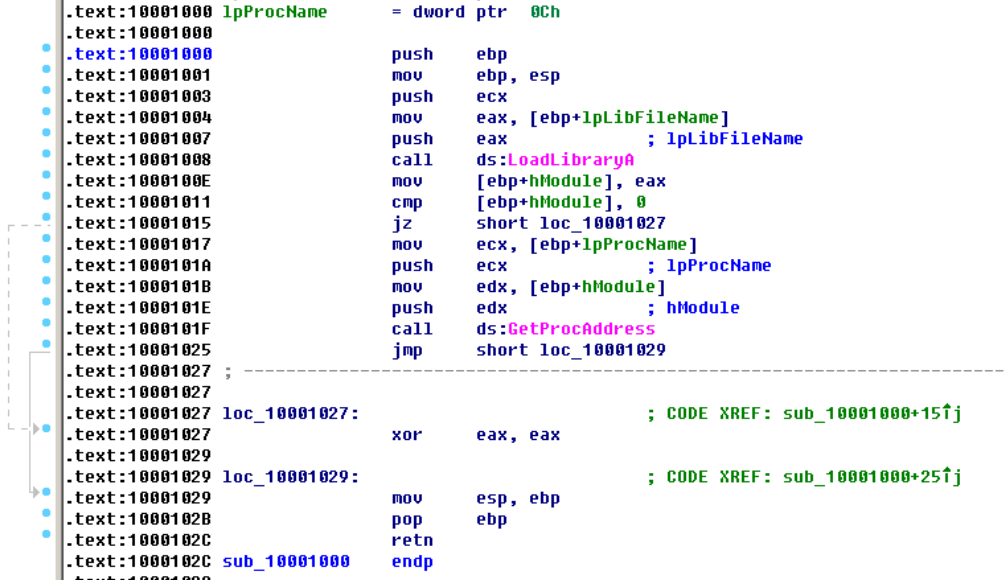 .text:10001000 lpProcName = dword ptr 0Ch
.text:10001000
.text:10001000 push ebp
.text:10001001 mov ebp, esp
.text:10001003 push ecx
.text:10001004 mov eax, [ebp+lpLibFileName]
.text:10001007 push eax ; lpLibFileName
.text:10001008 call ds:LoadLibraryA
.text:1000100E mov [ebp+hModule], eax
.text:10001011 cmp [ebp+hModule], 0
.text:10001015 jz short loc_10001027
.text:10001017 mov ecx, [ebp+lpProcName]
.text:1000101A push ecx ; lpProcName
.text:1000101B mov edx, [ebp+hModule]
.text:1000101E push edx ; hModule
.text:1000101F call ds:GetProcAddress
.text:10001025 jmp short loc_10001029
.text:10001027 ; ---------------------------------------------------------------------------
.text:10001027
.text:10001027 loc_10001027: ; CODE XREF: sub_10001000+15↑j
.text:10001027 xor eax, eax
.text:10001029
.text:10001029 loc_10001029: ; CODE XREF: sub_10001000+25↑j
.text:10001029 mov esp, ebp
.text:1000102B pop ebp
.text:1000102C retn
.text:1000102C sub_10001000 endp